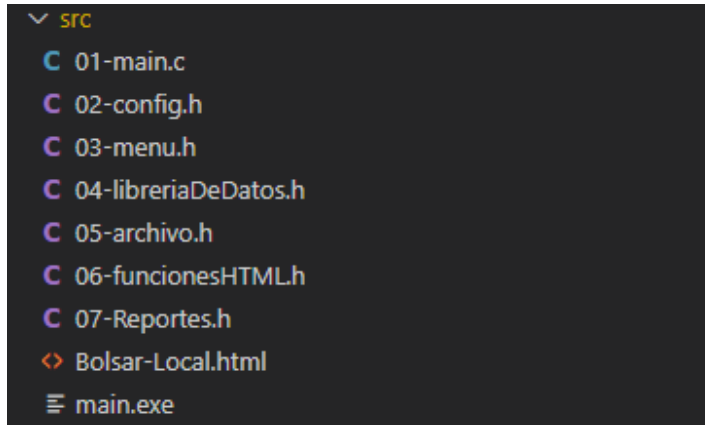 src
C 01-main.c
C 02-config.h
C 03-menu.h
C 04-libreriaDeDatos.h
C 05-archivo.h
C 06-funcionesHTML.h
C 07-Reportes.h
<> Bolsar-Local.html
main.exe